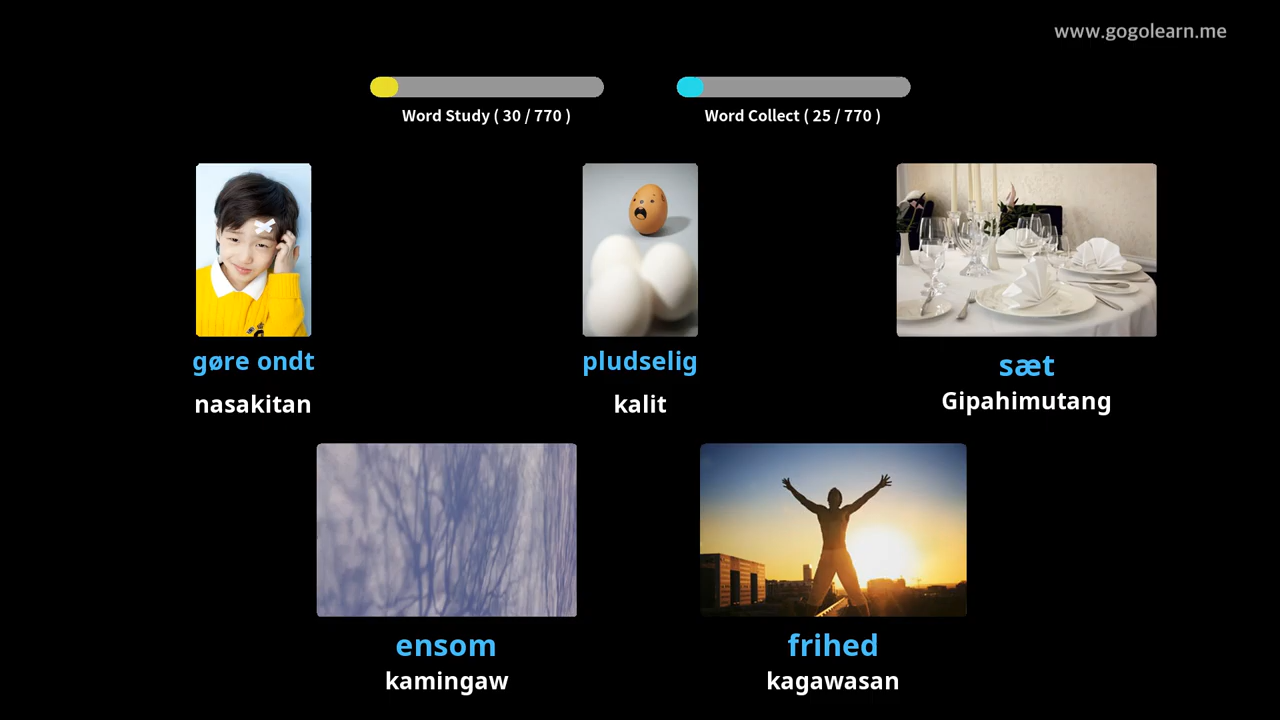 www.gogolearn.me
Word Study ( 30 / 770 )
Word Collect ( 25 / 770 )
gøre ondt
nasakitan
pludselig
kalit
sæt
Gipahimutang
ensom
kamingaw
frihed
kagawasan